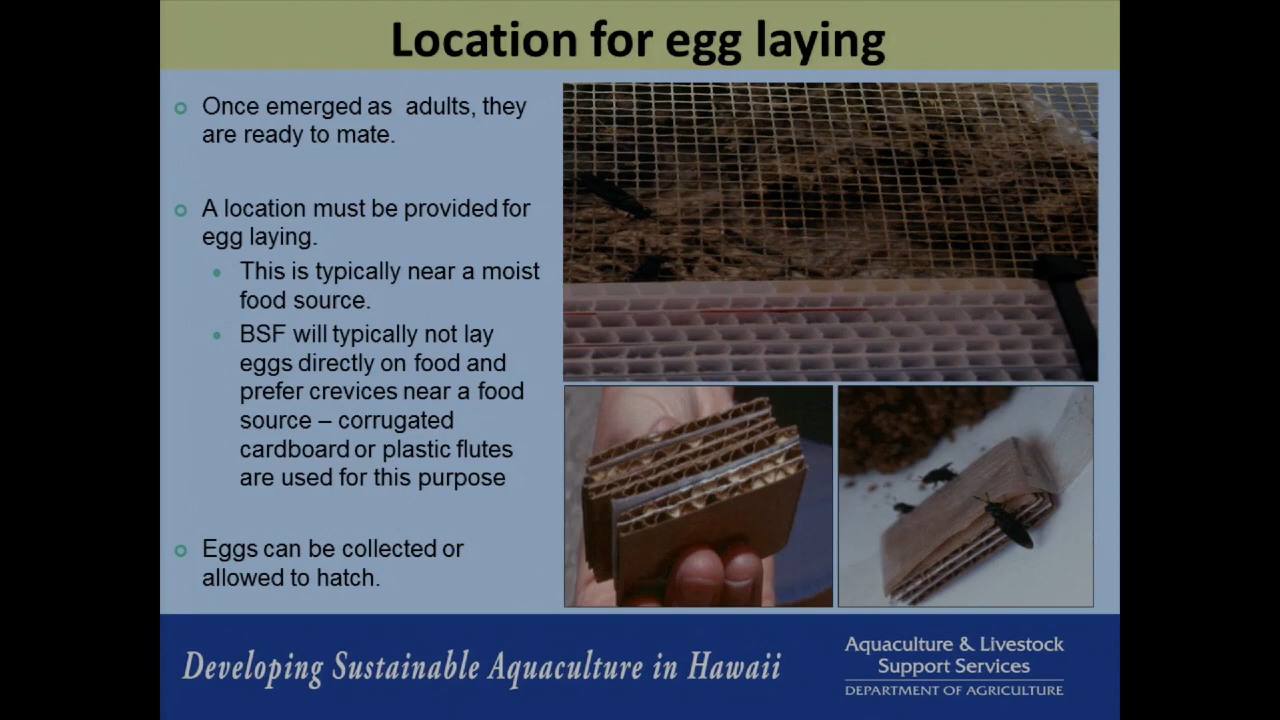 Location for egg laying
Once emerged as adults, they
are ready to mate.
A location must be provided for
egg laying.
This is typically near a moist
food source.
BSF will typically not lay
eggs directly on food and
prefer crevices near a food
source – corrugated
cardboard or plastic flutes
are used for this purpose
Eggs can be collected or
allowed to hatch.
Developing Sustainable Aquaculture in Hawaii
Aquaculture & Livestock
Support Services
DEPARTMENT OF AGRICULTURE